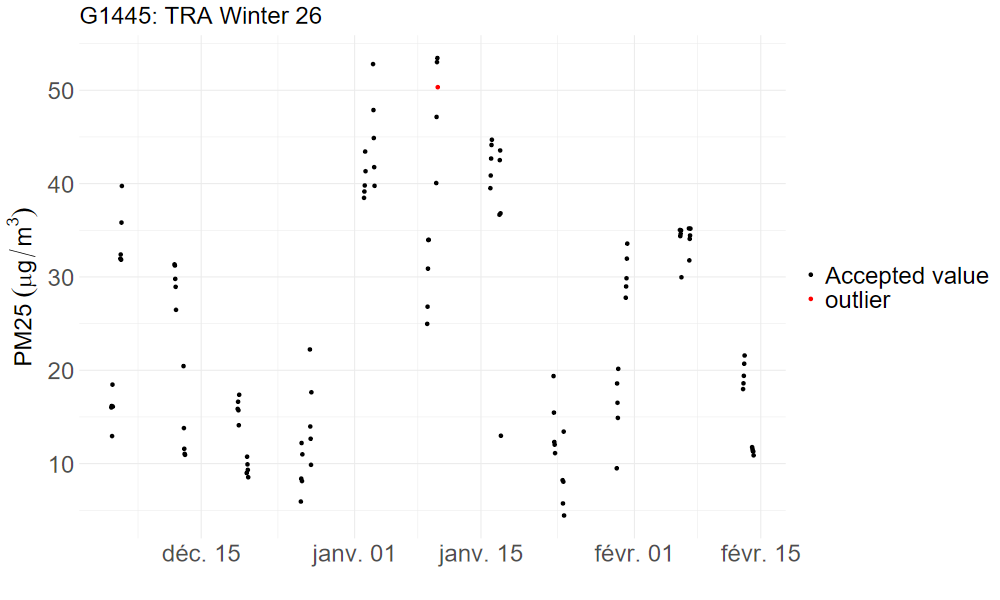 G1445: TRA Winter 26
PM25 (μg/m³)
50
40
30
20
10
déc. 15
janv. 01
janv. 15
févr. 01
févr. 15
Accepted value
outlier